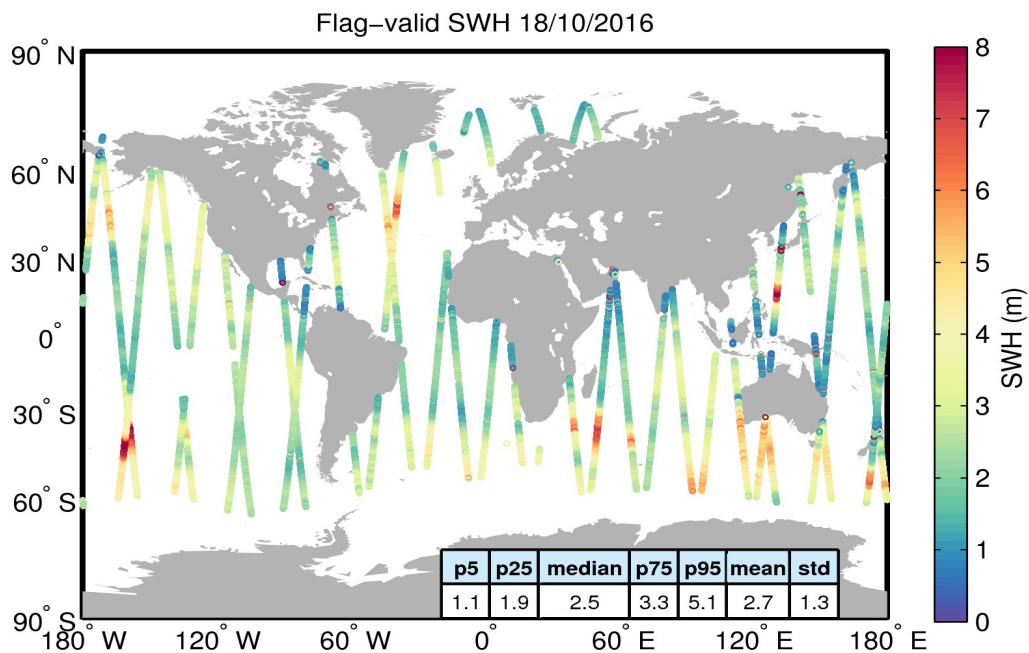 Flag−valid SWH 18/10/2016
90° N
60° N
30° N
0°
30° S
60° S
90° S
180° W
120° W
60° W
0°
60° E
120° E
180° E
p5 p25 median p75 p95 mean std
1.1 1.9 2.5 3.3 5.1 2.7 1.3
8
7
6
5
4
3
2
1
0
SWH (m)